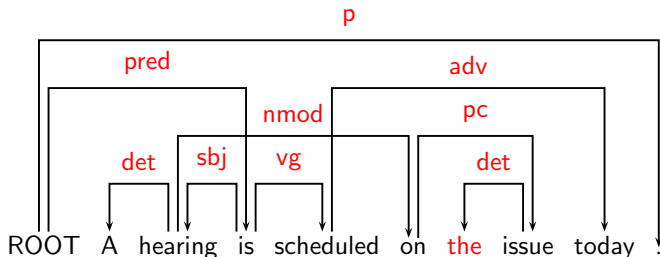 p
pred adv
nmod pc
det sbj vg det
ROOT A hearing is scheduled on the issue today .